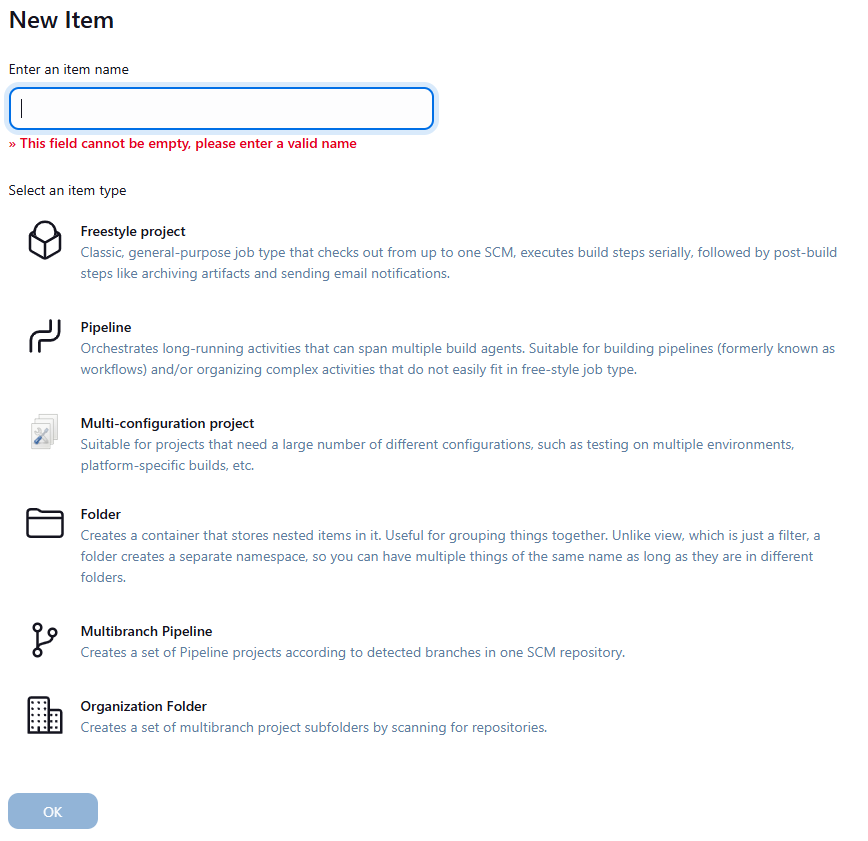 New Item
Enter an item name
» This field cannot be empty, please enter a valid name
Select an item type
Freestyle project
Classic, general-purpose job type that checks out from up to one SCM, executes build steps serially, followed by post-build
steps like archiving artifacts and sending email notifications.
Pipeline
Orchestrates long-running activities that can span multiple build agents. Suitable for building pipelines (formerly known as
workflows) and/or organizing complex activities that do not easily fit in free-style job type.
Multi-configuration project
Suitable for projects that need a large number of different configurations, such as testing on multiple environments,
platform-specific builds, etc.
Folder
Creates a container that stores nested items in it. Useful for grouping things together. Unlike view, which is just a filter, a
folder creates a separate namespace, so you can have multiple things of the same name as long as they are in different
folders.
Multibranch Pipeline
Creates a set of Pipeline projects according to detected branches in one SCM repository.
Organization Folder
Creates a set of multibranch project subfolders by scanning for repositories.
OK